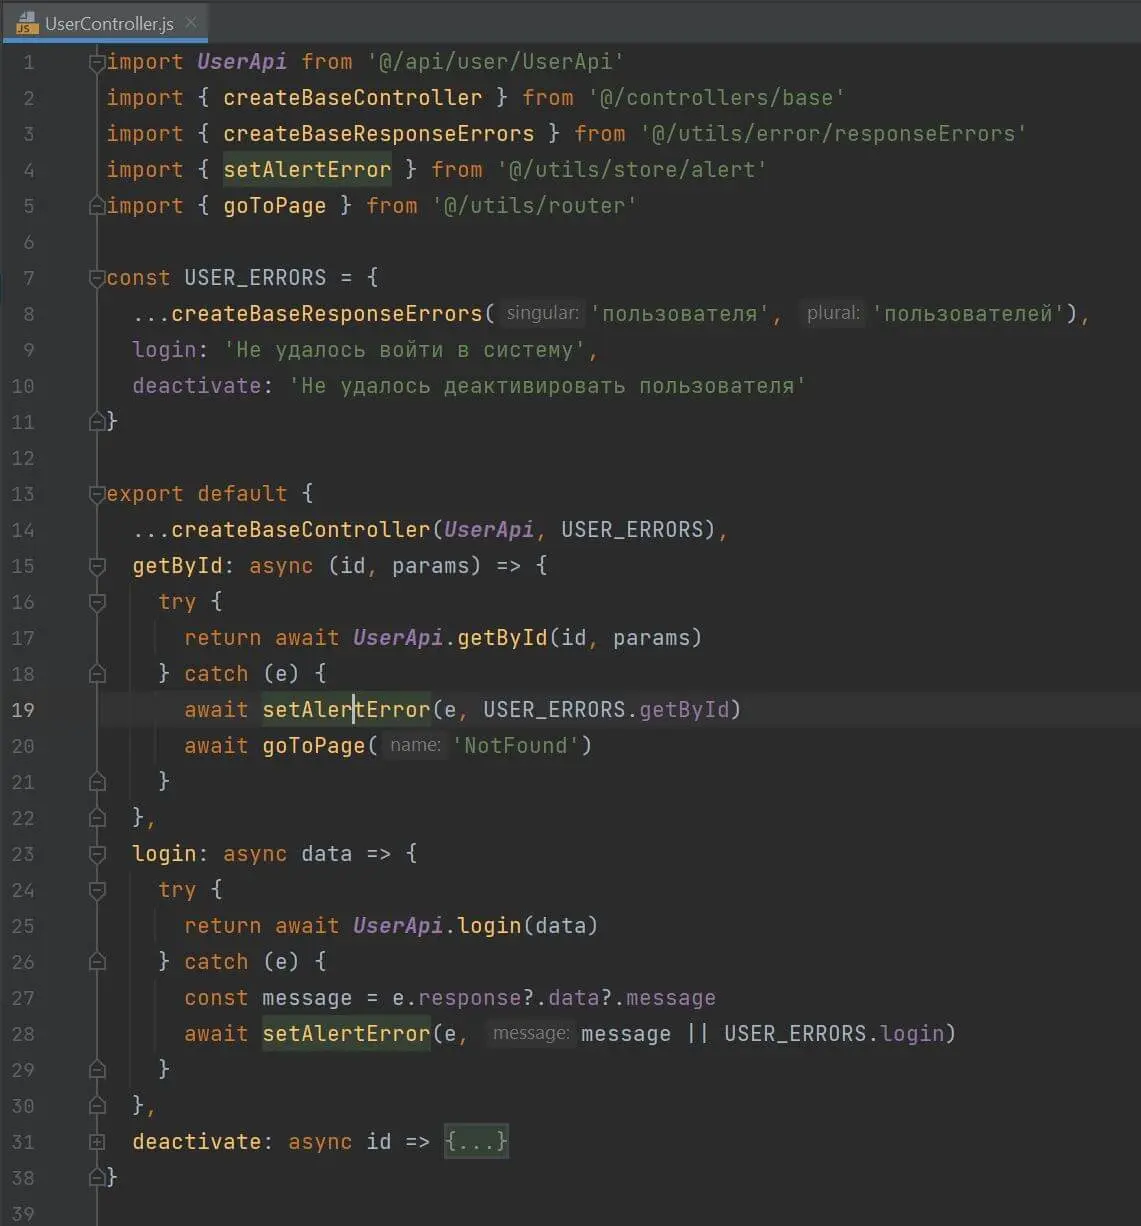 UserController.js
1 import UserApi from '@/api/user/UserApi'
2 import { createBaseController } from '@/controllers/base'
3 import { createBaseResponseErrors } from '@/utils/error/responseErrors'
4 import { setAlertError } from '@/utils/store/alert'
5 import { goToPage } from '@/utils/router'
6
7 const USER_ERRORS = {
8 ...createBaseResponseErrors( singular: 'пользователя', plural: 'пользователей'),
9 login: 'Не удалось войти в систему',
10 deactivate: 'Не удалось деактивировать пользователя'
11 }
12
13 export default {
14 ...createBaseController(UserApi, USER_ERRORS),
15 getById: async (id, params) => {
16 try {
17 return await UserApi.getById(id, params)
18 } catch (e) {
19 await setAlertError(e, USER_ERRORS.getById)
20 await goToPage( name: 'NotFound')
21 }
22 },
23 login: async data => {
24 try {
25 return await UserApi.login(data)
26 } catch (e) {
27 const message = e.response?.data?.message
28 await setAlertError(e, message: message || USER_ERRORS.login)
29 }
30 },
31 deactivate: async id => {...}
38 }
39